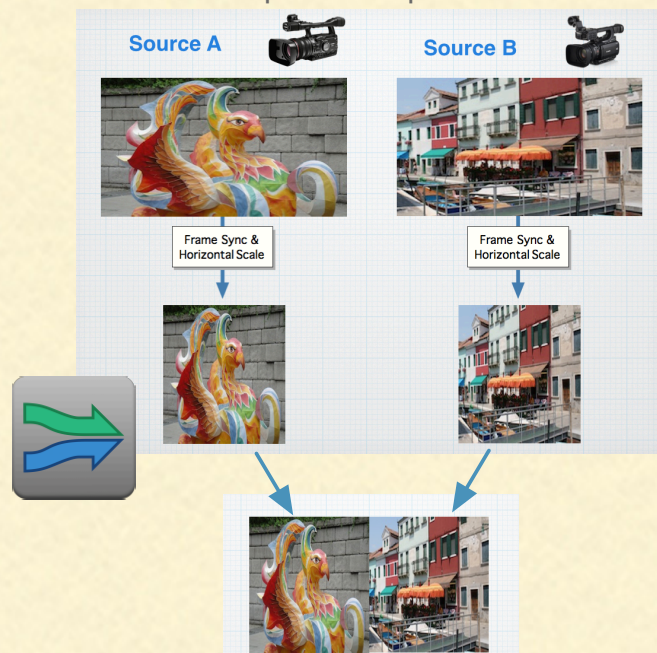 Source A
Source B
Frame Sync &
Horizontal Scale
Frame Sync &
Horizontal Scale